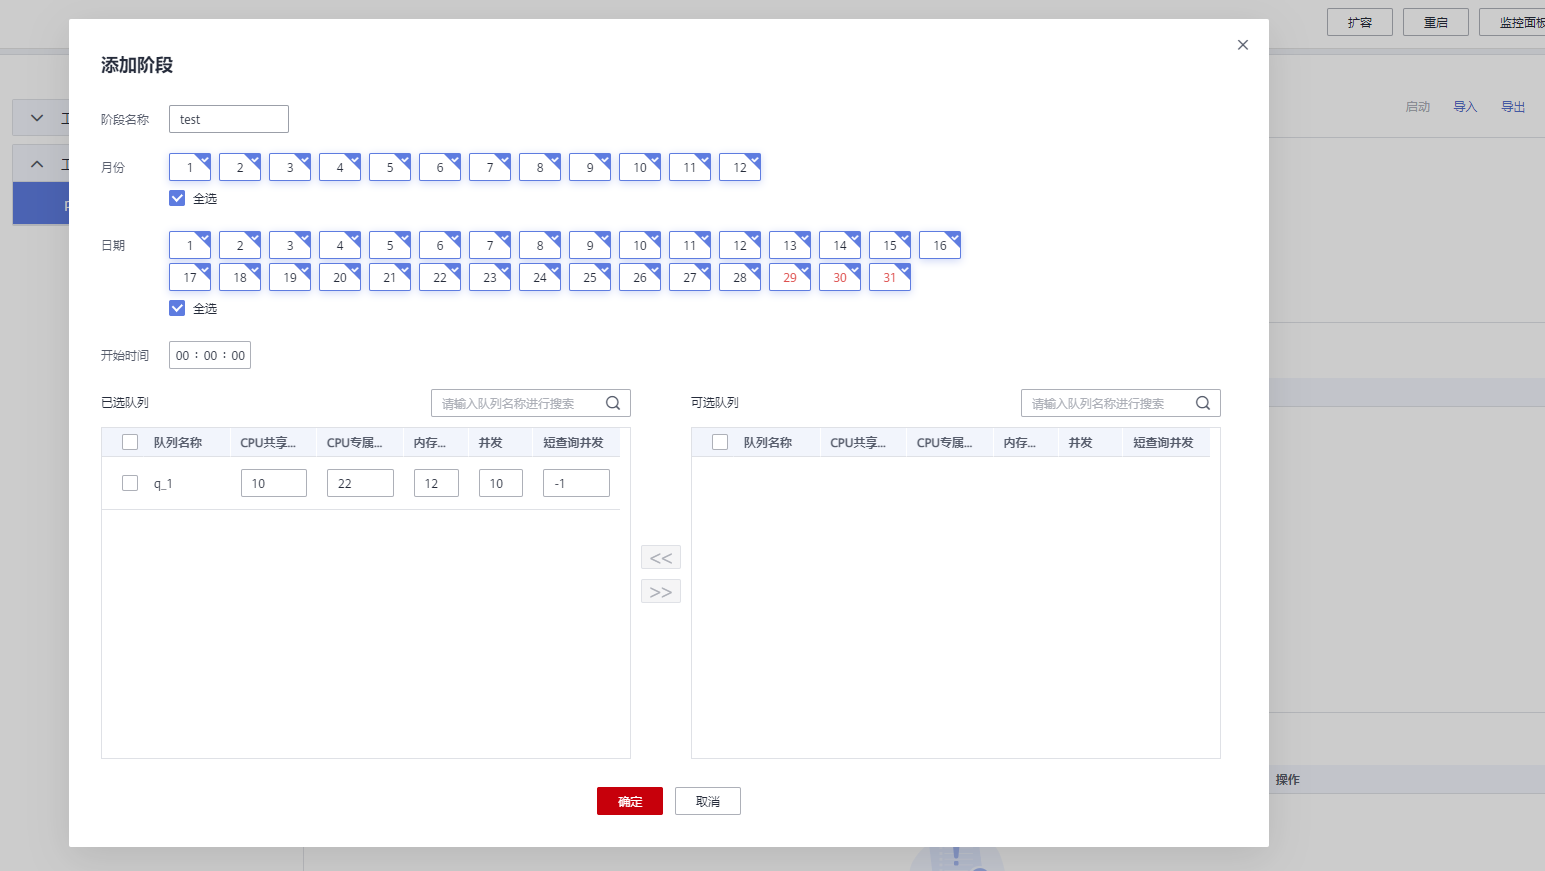 扩容 重启 监控面板
添加阶段
启动 导入 导出
阶段名称 test
月份 1 2 3 4 5 6 7 8 9 10 11 12
全选
日期 1 2 3 4 5 6 7 8 9 10 11 12 13 14 15 16
17 18 19 20 21 22 23 24 25 26 27 28 29 30 31
全选
开始时间 00 : 00 : 00
已选队列 请输入队列名称进行搜索 可选队列 请输入队列名称进行搜索
队列名称 CPU共享... CPU专属... 内存... 并发 短查询并发 队列名称 CPU共享... CPU专属... 内存... 并发 短查询并发
q_1 10 22 12 10 -1
<<
>>
操作
确定 取消